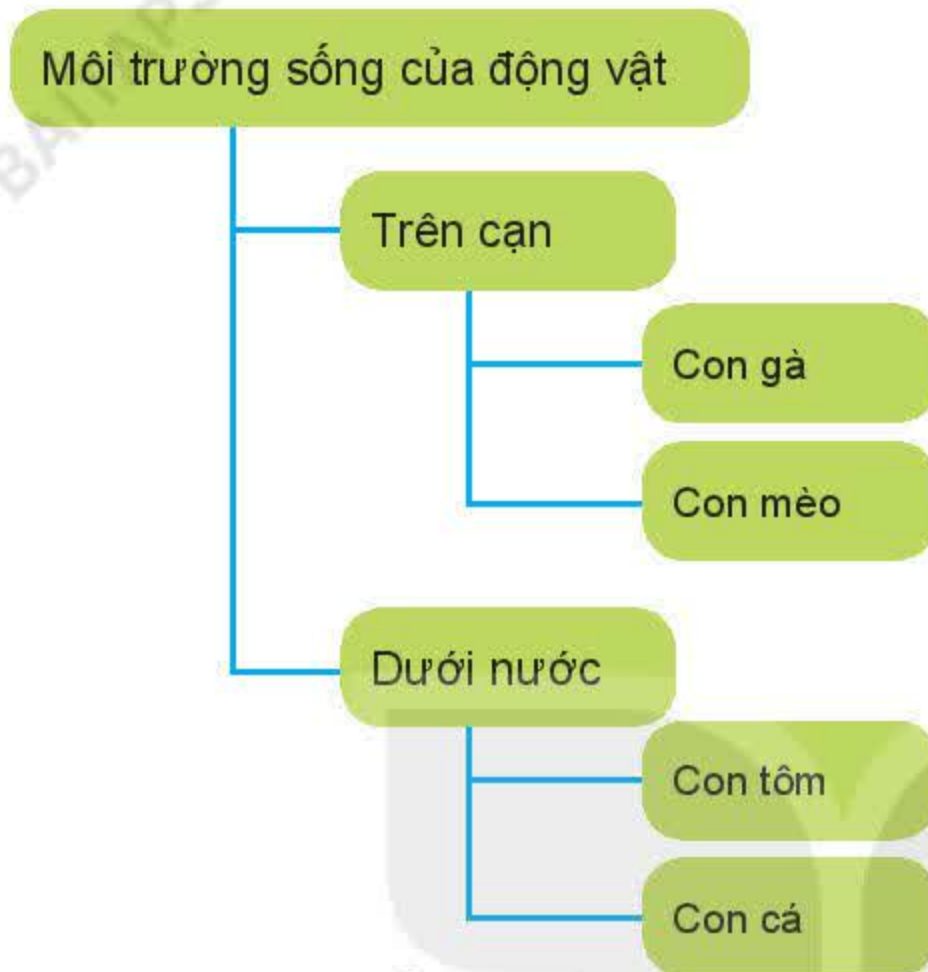 Môi trường sống của động vật
Trên cạn
Con gà
Con mèo
Dưới nước
Con tôm
Con cá